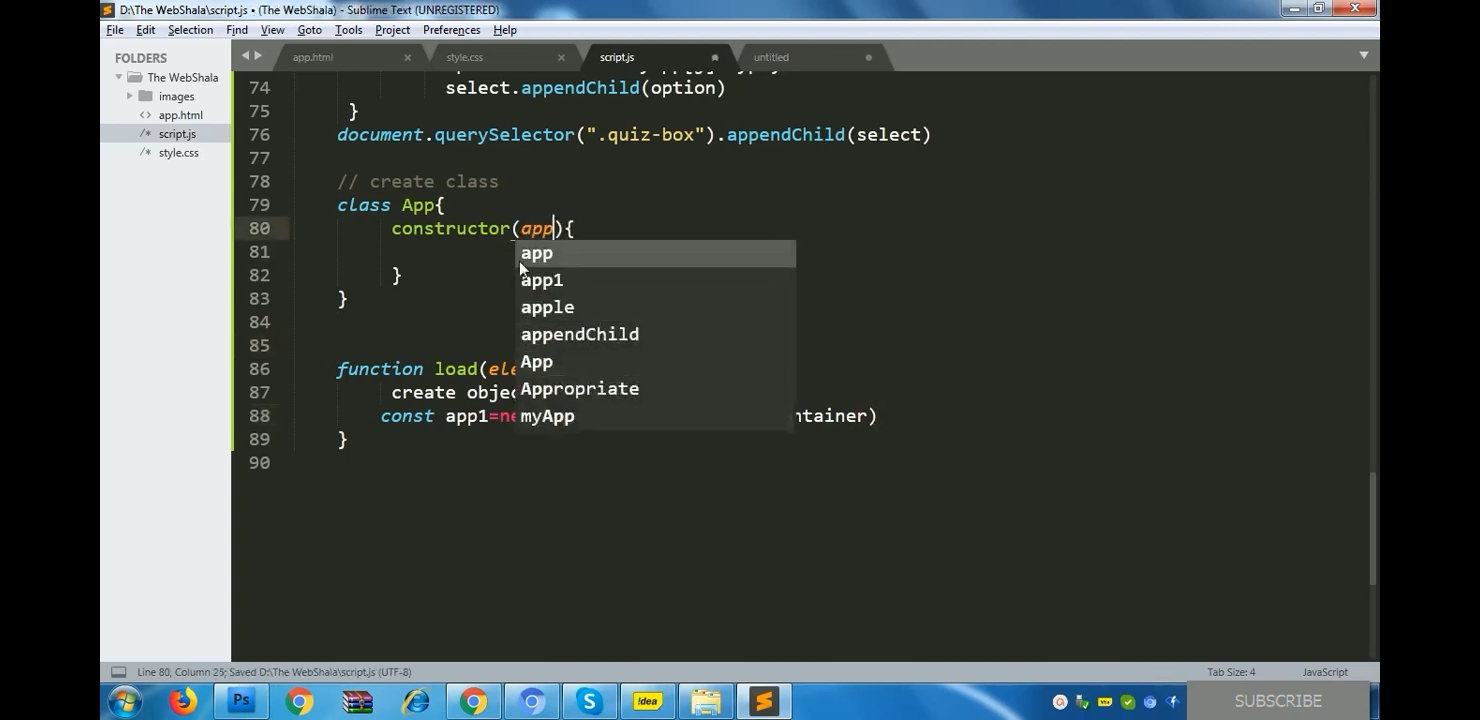 D:\The WebShala\script.js • (The WebShala) - Sublime Text (UNREGISTERED)
File Edit Selection Find View Goto Tools Project Preferences Help
FOLDERS
The WebShala
images
app.html
script.js
style.css
app.html style.css script.js untitled
74 select.appendChild(option)
75 }
76 document.querySelector(".quiz-box").appendChild(select)
77
78 // create class
79 class App{
80 constructor(app){
81
82 }
83 }
84
85
86 function load(ele
87 create objec
88 const app1=ne ntainer)
89 }
90
app
app1
apple
appendChild
App
Appropriate
myApp
Line 80, Column 25; Saved D:\The WebShala\script.js (UTF-8)
Tab Size: 4 JavaScript
Ps
!dea
SUBSCRIBE